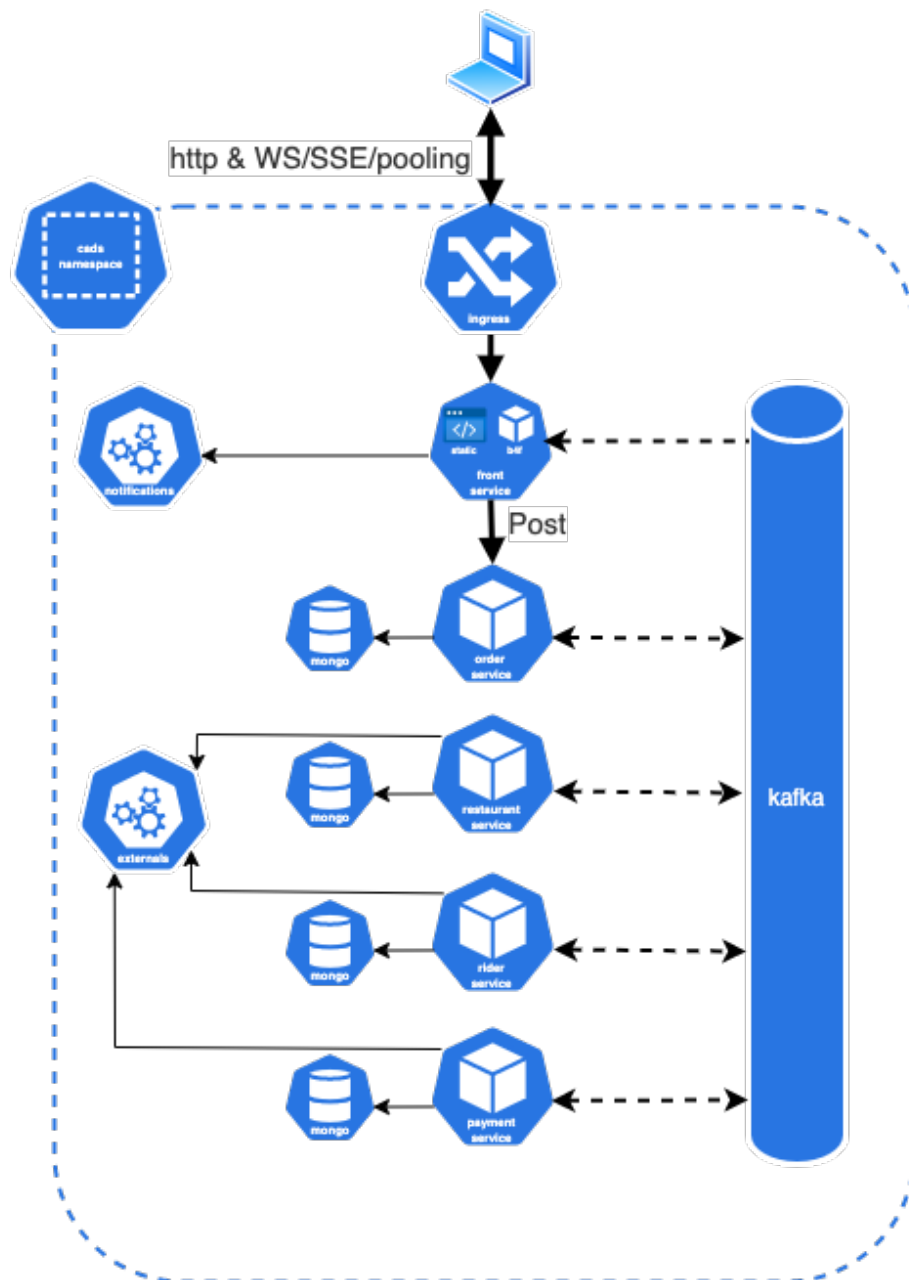 http & WS/SSE/pooling
csds
namespace
ingress
static
b4f
front
service
notifications
Post
mongo
order
service
mongo
restaurant
service
kafka
externals
mongo
rider
service
mongo
payment
service